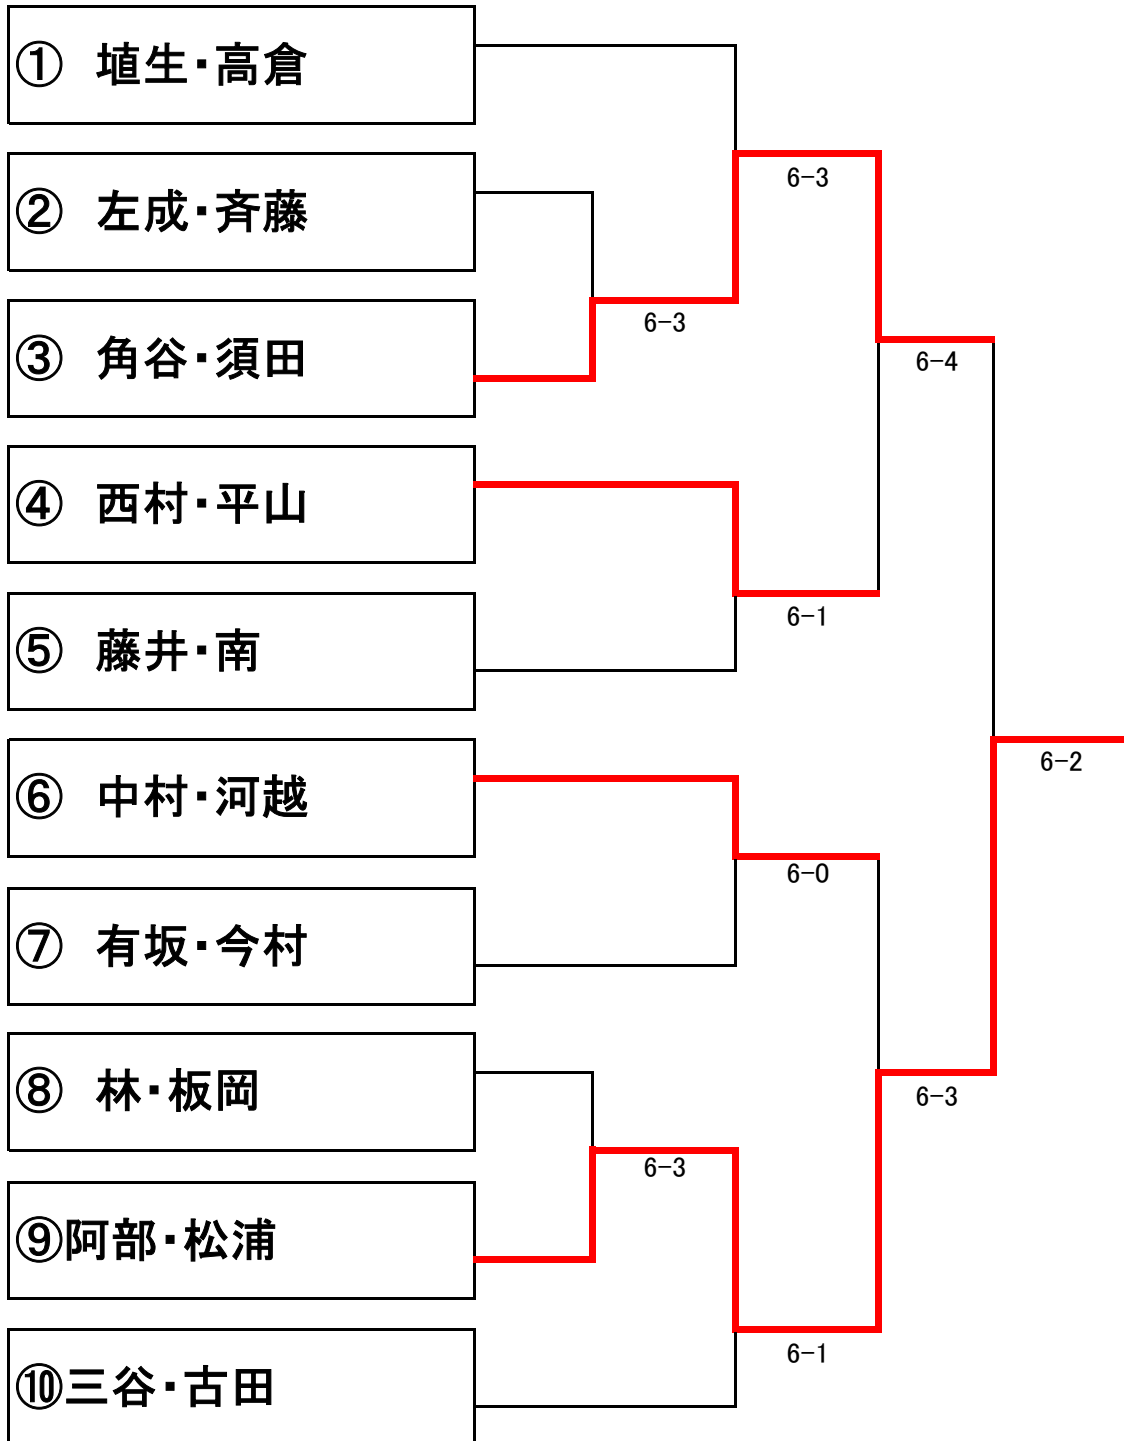 ① 埴生・高倉
6-3
② 左成・斉藤
6-3
③ 角谷・須田
6-4
④ 西村・平山
6-1
⑤ 藤井・南
6-2
⑥ 中村・河越
6-0
⑦ 有坂・今村
⑧ 林・板岡
6-3
6-3
⑨阿部・松浦
6-1
⑩三谷・古田